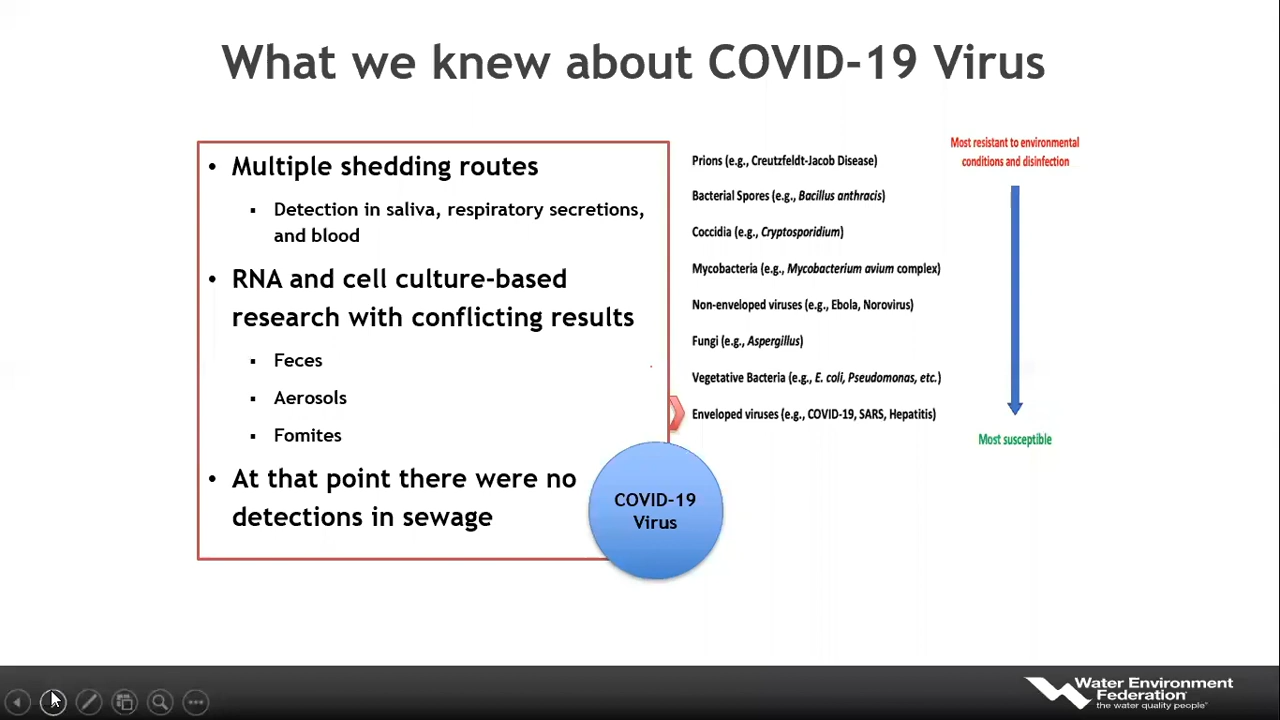 What we knew about COVID-19 Virus
• Multiple shedding routes
▪ Detection in saliva, respiratory secretions,
and blood
• RNA and cell culture-based
research with conflicting results
▪ Feces
▪ Aerosols
▪ Fomites
• At that point there were no
detections in sewage
COVID-19
Virus
Prions (e.g., Creutzfeldt-Jacob Disease)
Bacterial Spores (e.g., Bacillus anthracis)
Coccidia (e.g., Cryptosporidium)
Mycobacteria (e.g., Mycobacterium avium complex)
Non-enveloped viruses (e.g., Ebola, Norovirus)
Fungi (e.g., Aspergillus)
Vegetative Bacteria (e.g., E. coli, Pseudomonas, etc.)
Enveloped viruses (e.g., COVID-19, SARS, Hepatitis)
Most resistant to environmental
conditions and disinfection
Most susceptible
Water Environment
Federation
the water quality people®